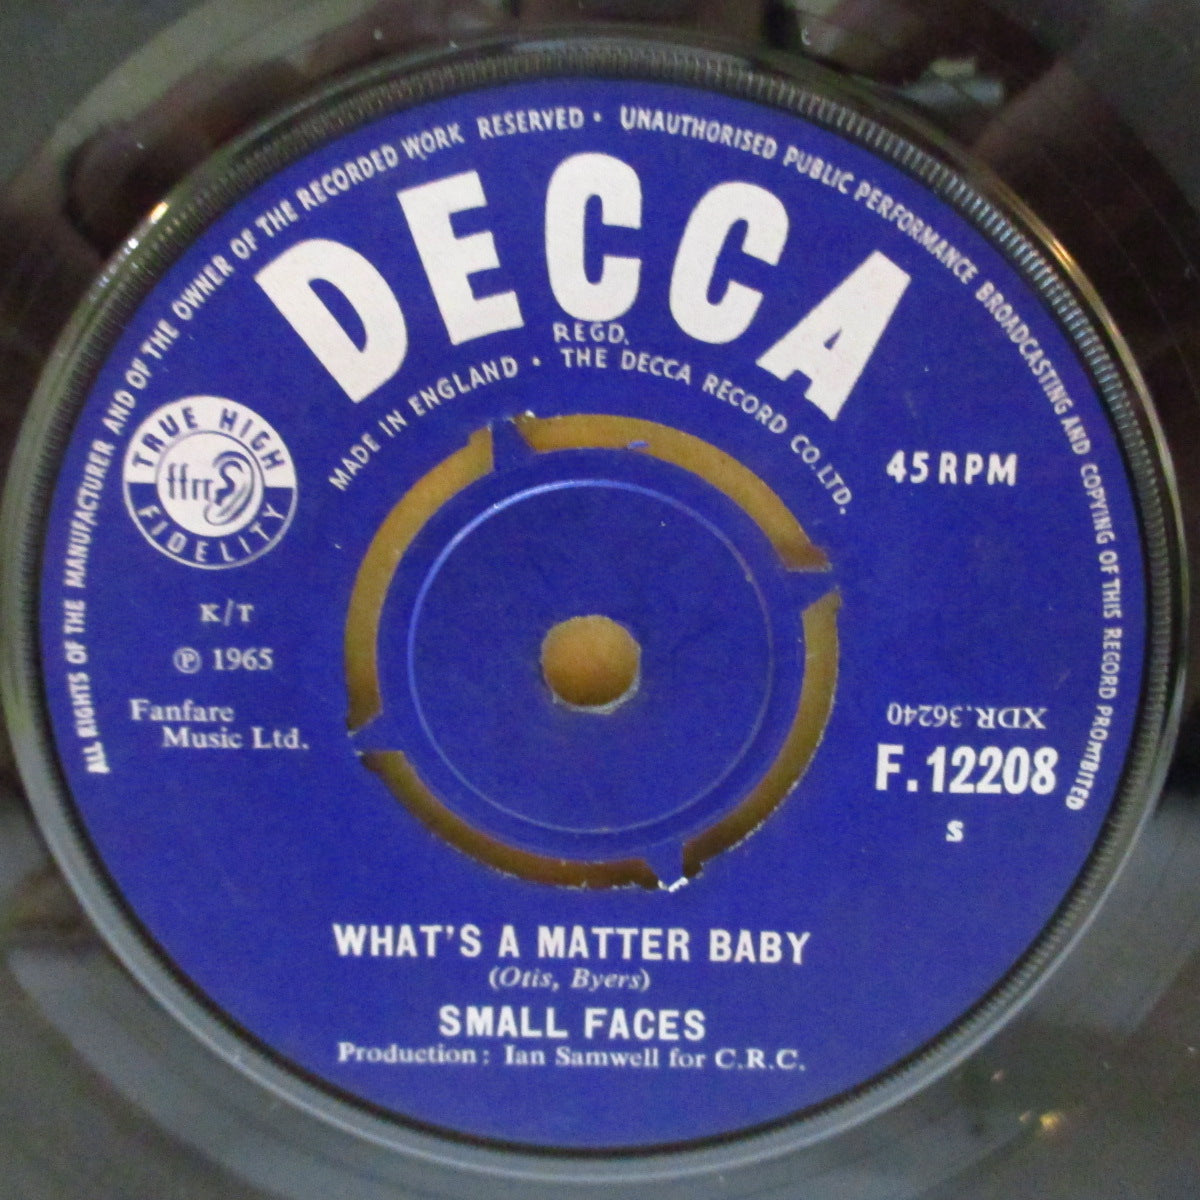 ALL RIGHTS OF THE MANUFACTURER AND OF THE OWNER OF THE RECORDED WORK RESERVED • UNAUTHORISED PUBLIC PERFORMANCE BROADCASTING AND COPYING OF THIS RECORD PROHIBITED
DECCA
REGD.
MADE IN ENGLAND • THE DECCA RECORD CO. LTD.
TRUE HIGH
ffrr
FIDELITY
45 RPM
K/T
℗ 1965
Fanfare
Music Ltd.
XDR.36240
F.12208
S
WHAT'S A MATTER BABY
(Otis, Byers)
SMALL FACES
Production: Ian Samwell for C.R.C.